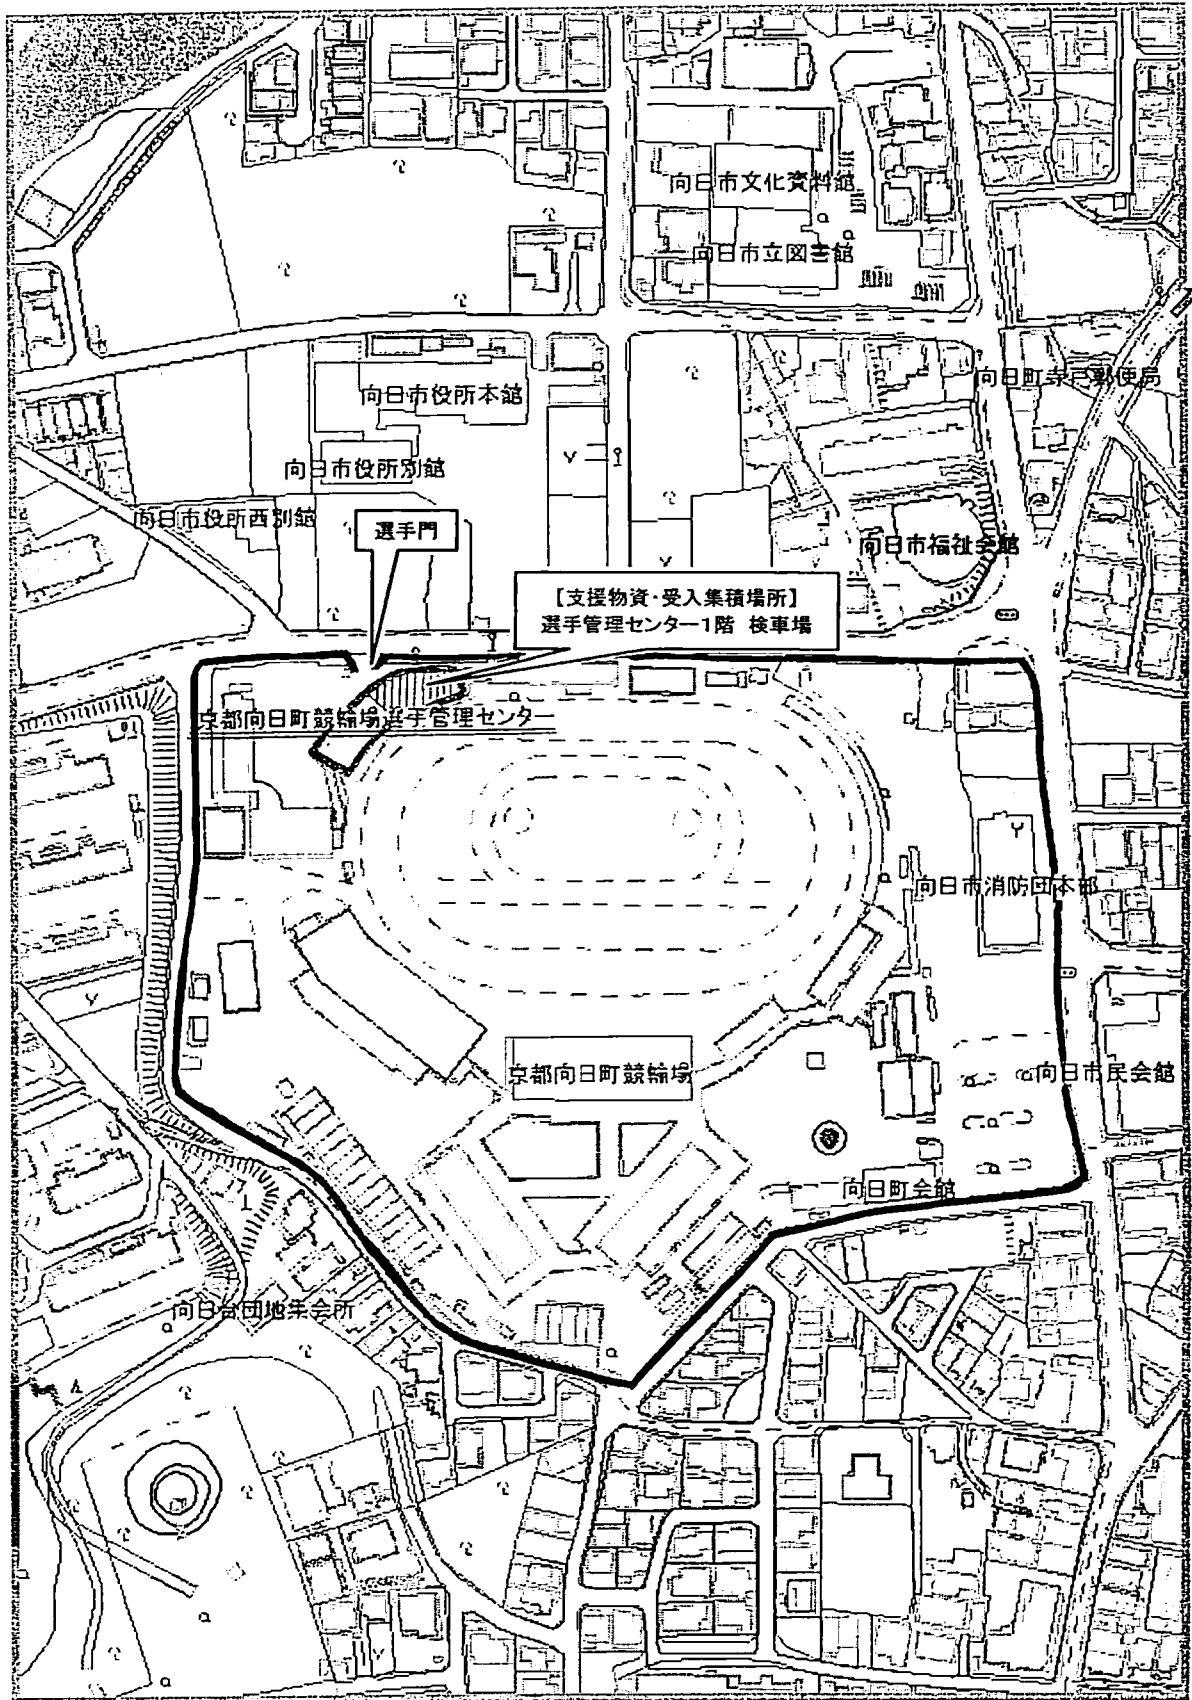 向日市文化資料館
向日市立図書館
向日町寺戸郵便局
向日市役所本館
向日市役所別館
向日市役所西別館
選手門
向日市福祉会館
【支援物資・受入集積場所】
選手管理センター1階 検車場
京都向日町競輪場選手管理センター
向日市消防団本部
京都向日町競輪場
向日市民会館
向日町会館
向日台団地集会所